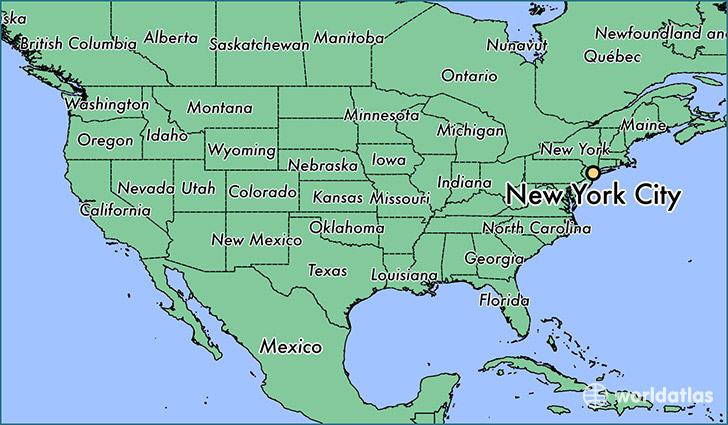 ska
British Columbia
Alberta
Saskatchewan
Manitoba
Nunavut
Newfoundland and
Québec
Ontario
Washington
Montana
Minnesota
Michigan
Maine
Oregon
Idaho
Wyoming
Iowa
New York
Nebraska
Indiana
New York City
Nevada
Utah
Colorado
Kansas
Missouri
California
New Mexico
Oklahoma
North Carolina
Texas
Louisiana
Georgia
Florida
Mexico
worldatlas